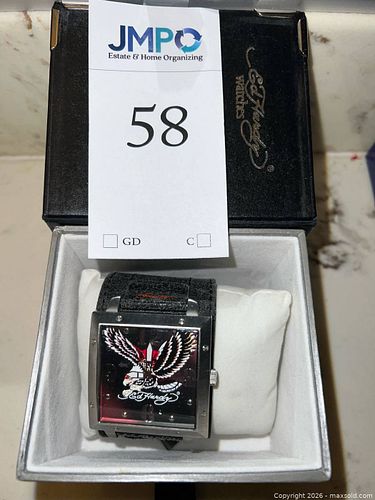 JMPO
Estate & Home Organizing
58
GD
C
Ed Hardy
watches
®
Ed Hardy
Copyright 2026 - maxsold.com